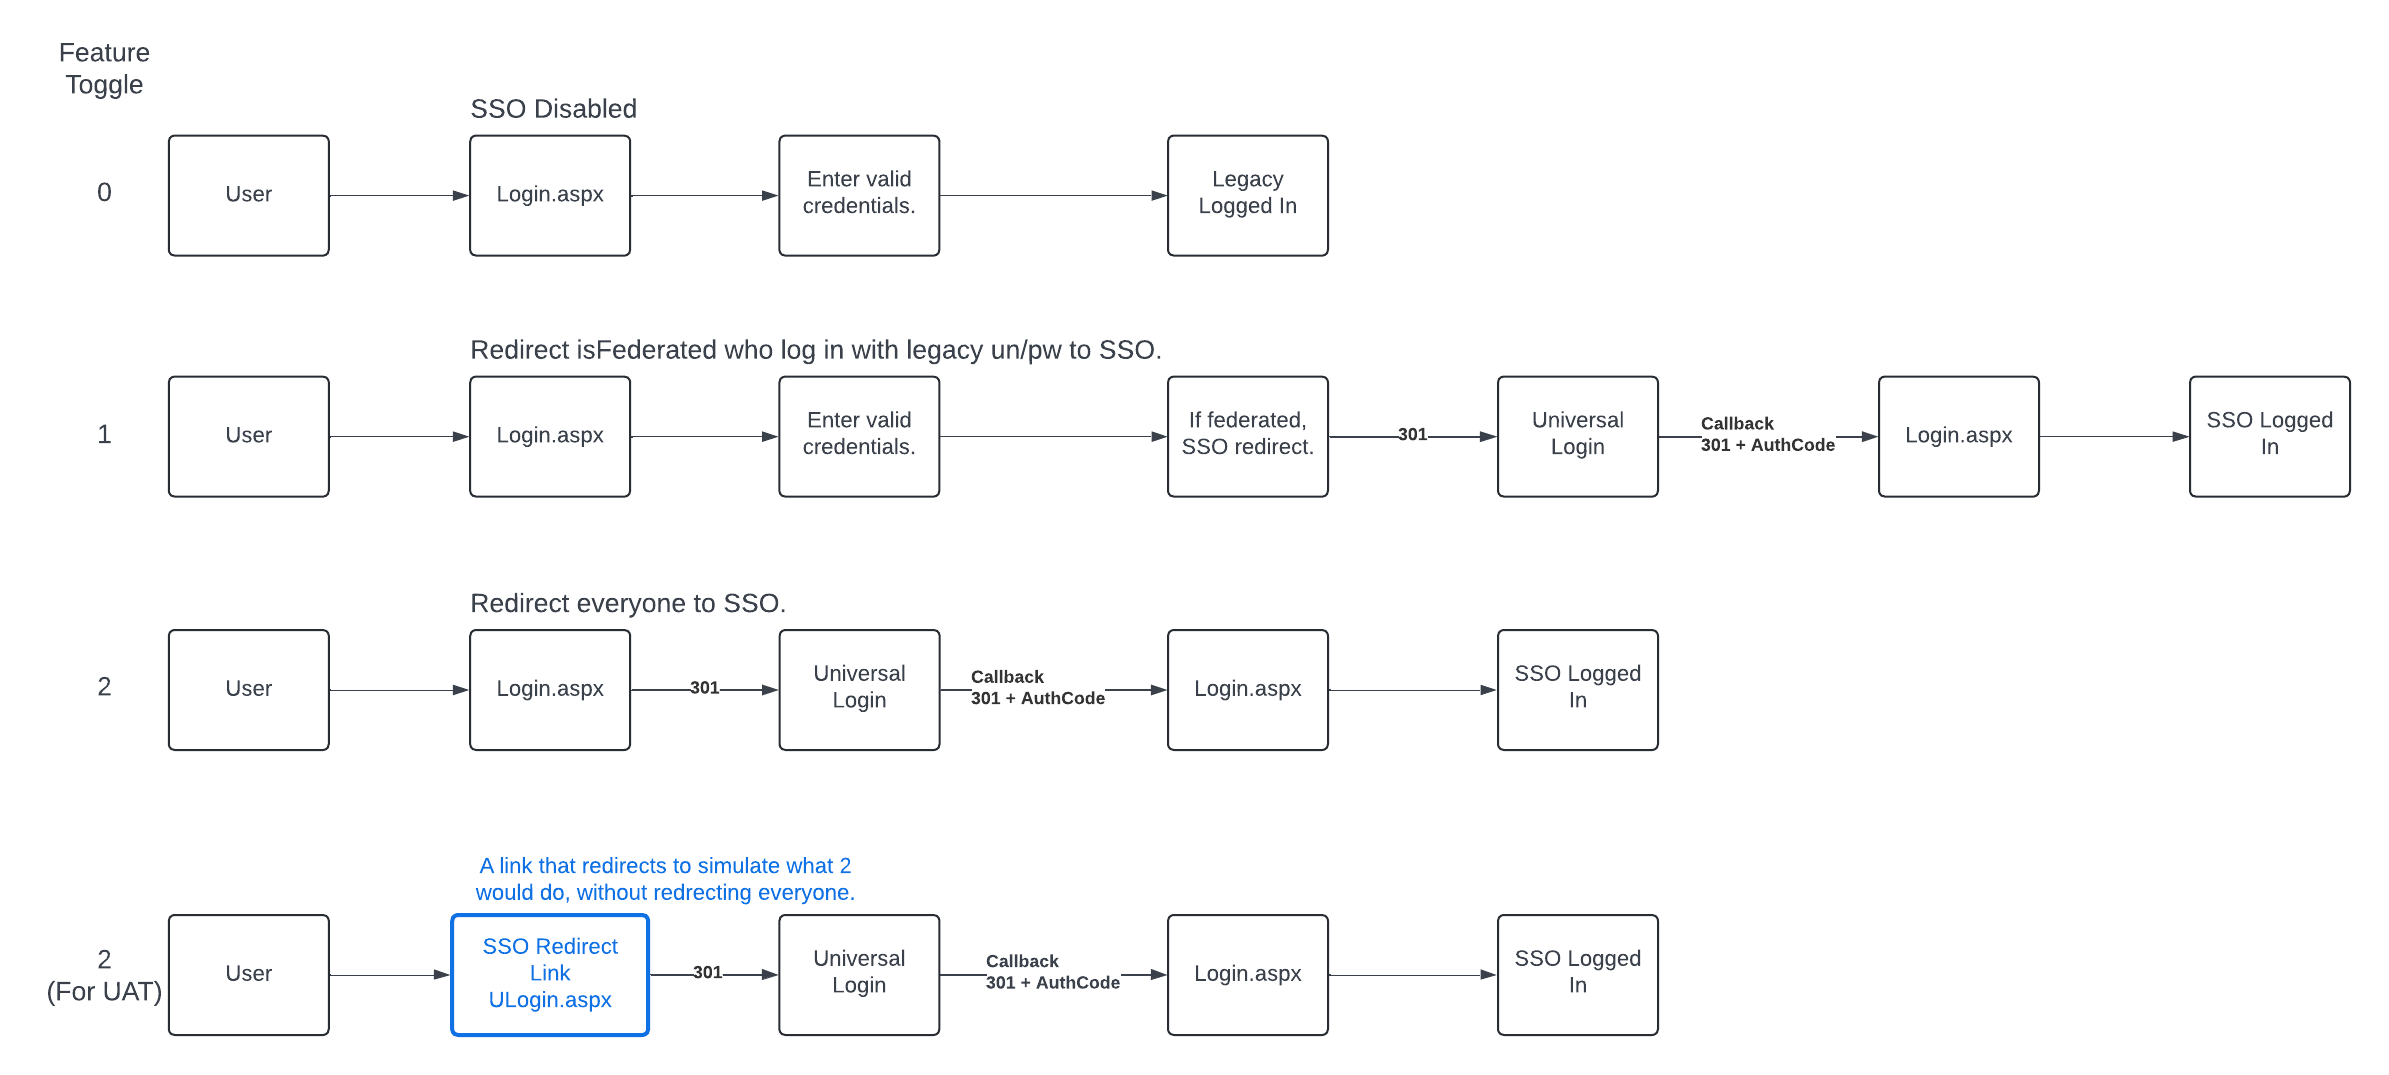 Feature
Toggle
SSO Disabled
0
User
Login.aspx
Enter valid
credentials.
Legacy
Logged In
Redirect isFederated who log in with legacy un/pw to SSO.
1
User
Login.aspx
Enter valid
credentials.
If federated,
SSO redirect.
301
Universal
Login
Callback
301 + AuthCode
Login.aspx
SSO Logged
In
Redirect everyone to SSO.
2
User
Login.aspx
301
Universal
Login
Callback
301 + AuthCode
Login.aspx
SSO Logged
In
A link that redirects to simulate what 2
would do, without redrecting everyone.
2
(For UAT)
User
SSO Redirect
Link
ULogin.aspx
301
Universal
Login
Callback
301 + AuthCode
Login.aspx
SSO Logged
In